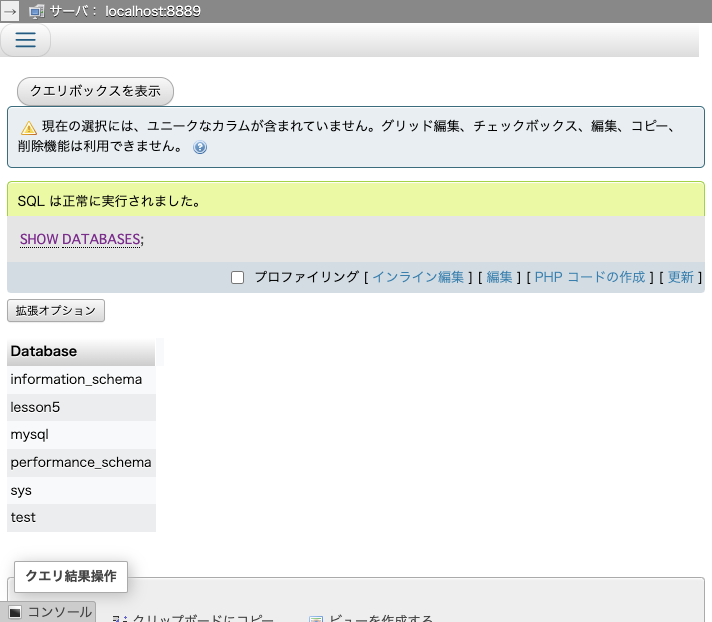 サーバ： localhost:8889
クエリボックスを表示
現在の選択には、ユニークなカラムが含まれていません。グリッド編集、チェックボックス、編集、コピー、
削除機能は利用できません。
SQL は正常に実行されました。
SHOW DATABASES;
プロファイリング [ インライン編集 ] [ 編集 ] [ PHP コードの作成 ] [ 更新 ]
拡張オプション
Database
information_schema
lesson5
mysql
performance_schema
sys
test
クエリ結果操作
コンソール クリップボードにコピー ビューを作成する